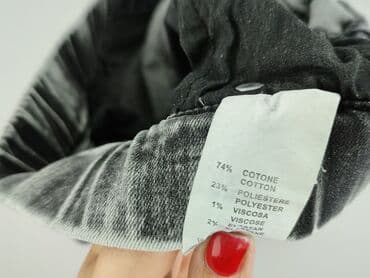 74% COTONE
COTTON
23% POLIESTERE
POLYESTER
1% VISCOSA
VISCOSE
2%